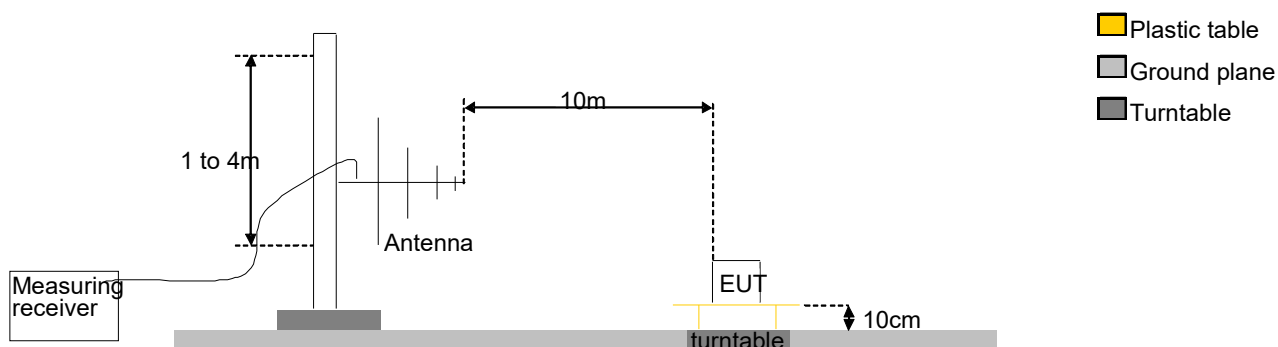 Plastic table
Ground plane
Turntable
10m
1 to 4m
Antenna
Measuring
receiver
EUT
10cm
turntable